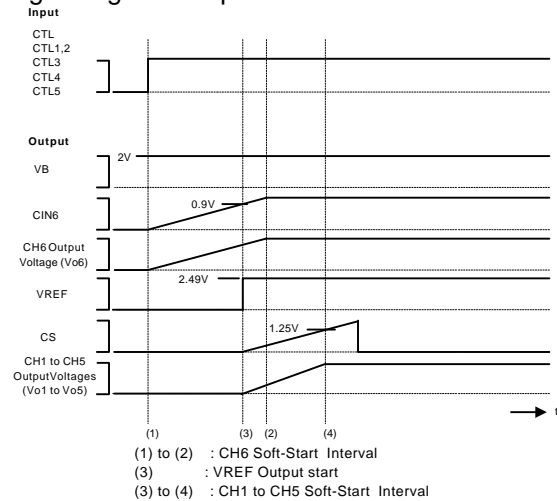 Input
CTL
CTL1,2
CTL3
CTL4
CTL5
Output
VB
2V
CIN6
0.9V
CH6 Output
Voltage (Vo6)
VREF
2.49V
CS
1.25V
CH1 to CH5
OutputVoltages
(Vo1 to Vo5)
t
(1) (3) (2) (4)
(1) to (2) : CH6 Soft-Start Interval
(3) : VREF Output start
(3) to (4) : CH1 to CH5 Soft-Start Interval